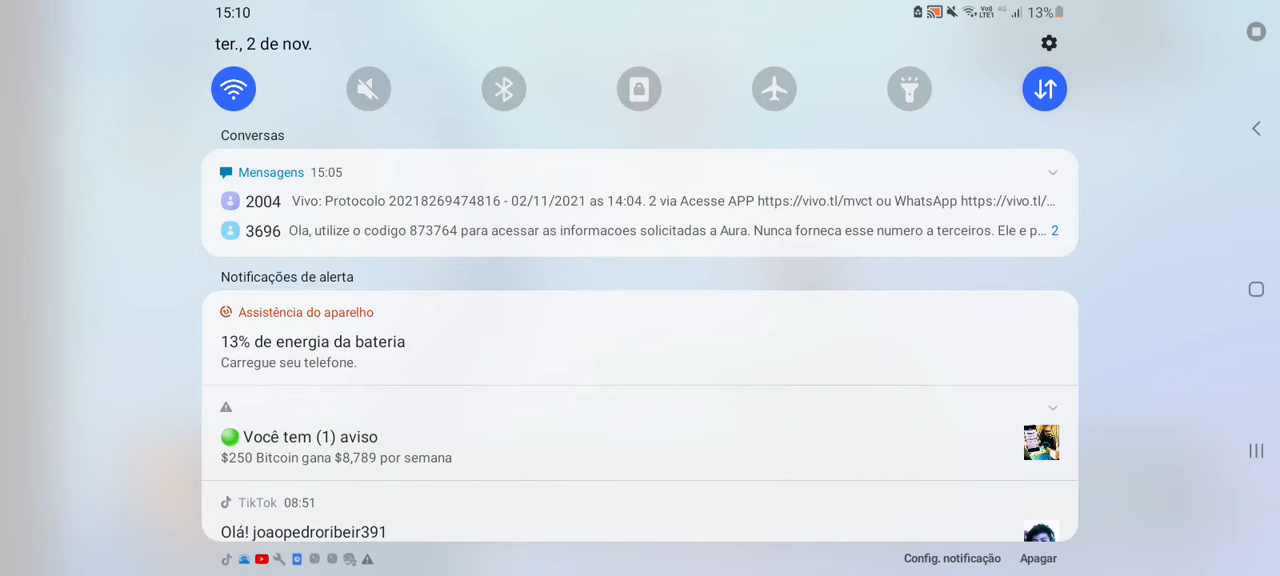 15:10
Vo)) LTE1 4G 13%
ter., 2 de nov.
Conversas
Mensagens 15:05
2004 Vivo: Protocolo 20218269474816 - 02/11/2021 as 14:04. 2 via Acesse APP https://vivo.tl/mvct ou WhatsApp https://vivo.tl/…
3696 Ola, utilize o codigo 873764 para acessar as informacoes solicitadas a Aura. Nunca forneca esse numero a terceiros. Ele e p… 2
Notificações de alerta
Assistência do aparelho
13% de energia da bateria
Carregue seu telefone.
Você tem (1) aviso
$250 Bitcoin gana $8,789 por semana
TikTok 08:51
Olá! joaopedroribeir391
Config. notificação Apagar